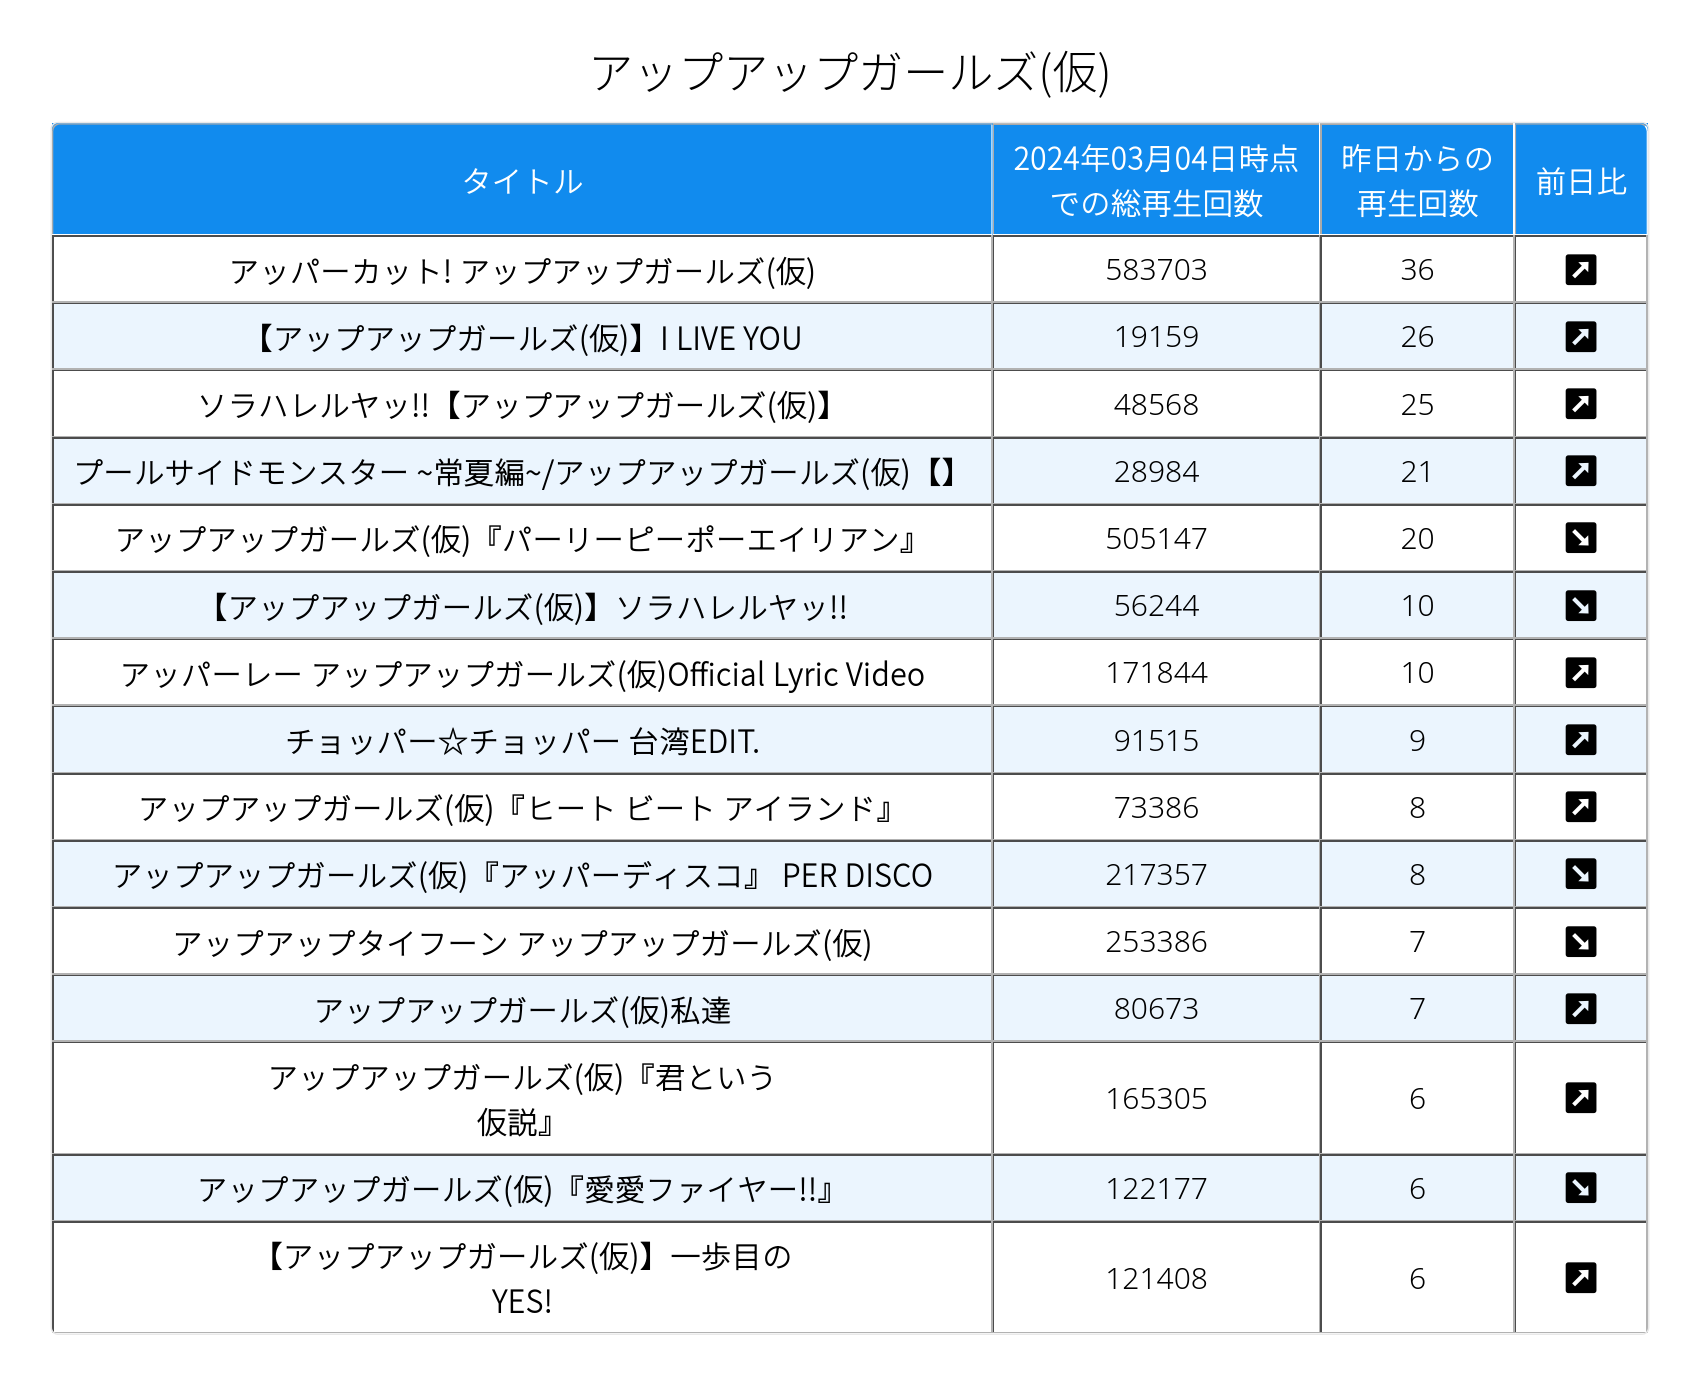 アップアップガールズ(仮)
タイトル 2024年03月04日時点での総再生回数 昨日からの再生回数 前日比
アッパーカット! アップアップガールズ(仮) 583703 36 ↗
【アップアップガールズ(仮)】I LIVE YOU 19159 26 ↗
ソラハレルヤッ!!【アップアップガールズ(仮)】 48568 25 ↗
プールサイドモンスター ~常夏編~/アップアップガールズ(仮)【】 28984 21 ↗
アップアップガールズ(仮)『パーリーピーポーエイリアン』 505147 20 ↘
【アップアップガールズ(仮)】ソラハレルヤッ!! 56244 10 ↘
アッパーレー アップアップガールズ(仮)Official Lyric Video 171844 10 ↗
チョッパー☆チョッパー 台湾EDIT. 91515 9 ↗
アップアップガールズ(仮)『ヒート ビート アイランド』 73386 8 ↗
アップアップガールズ(仮)『アッパーディスコ』 PER DISCO 217357 8 ↘
アップアップタイフーン アップアップガールズ(仮) 253386 7 ↘
アップアップガールズ(仮)私達 80673 7 ↗
アップアップガールズ(仮)『君という
仮説』 165305 6 ↗
アップアップガールズ(仮)『愛愛ファイヤー!!』 122177 6 ↘
【アップアップガールズ(仮)】一歩目の
YES! 121408 6 ↗